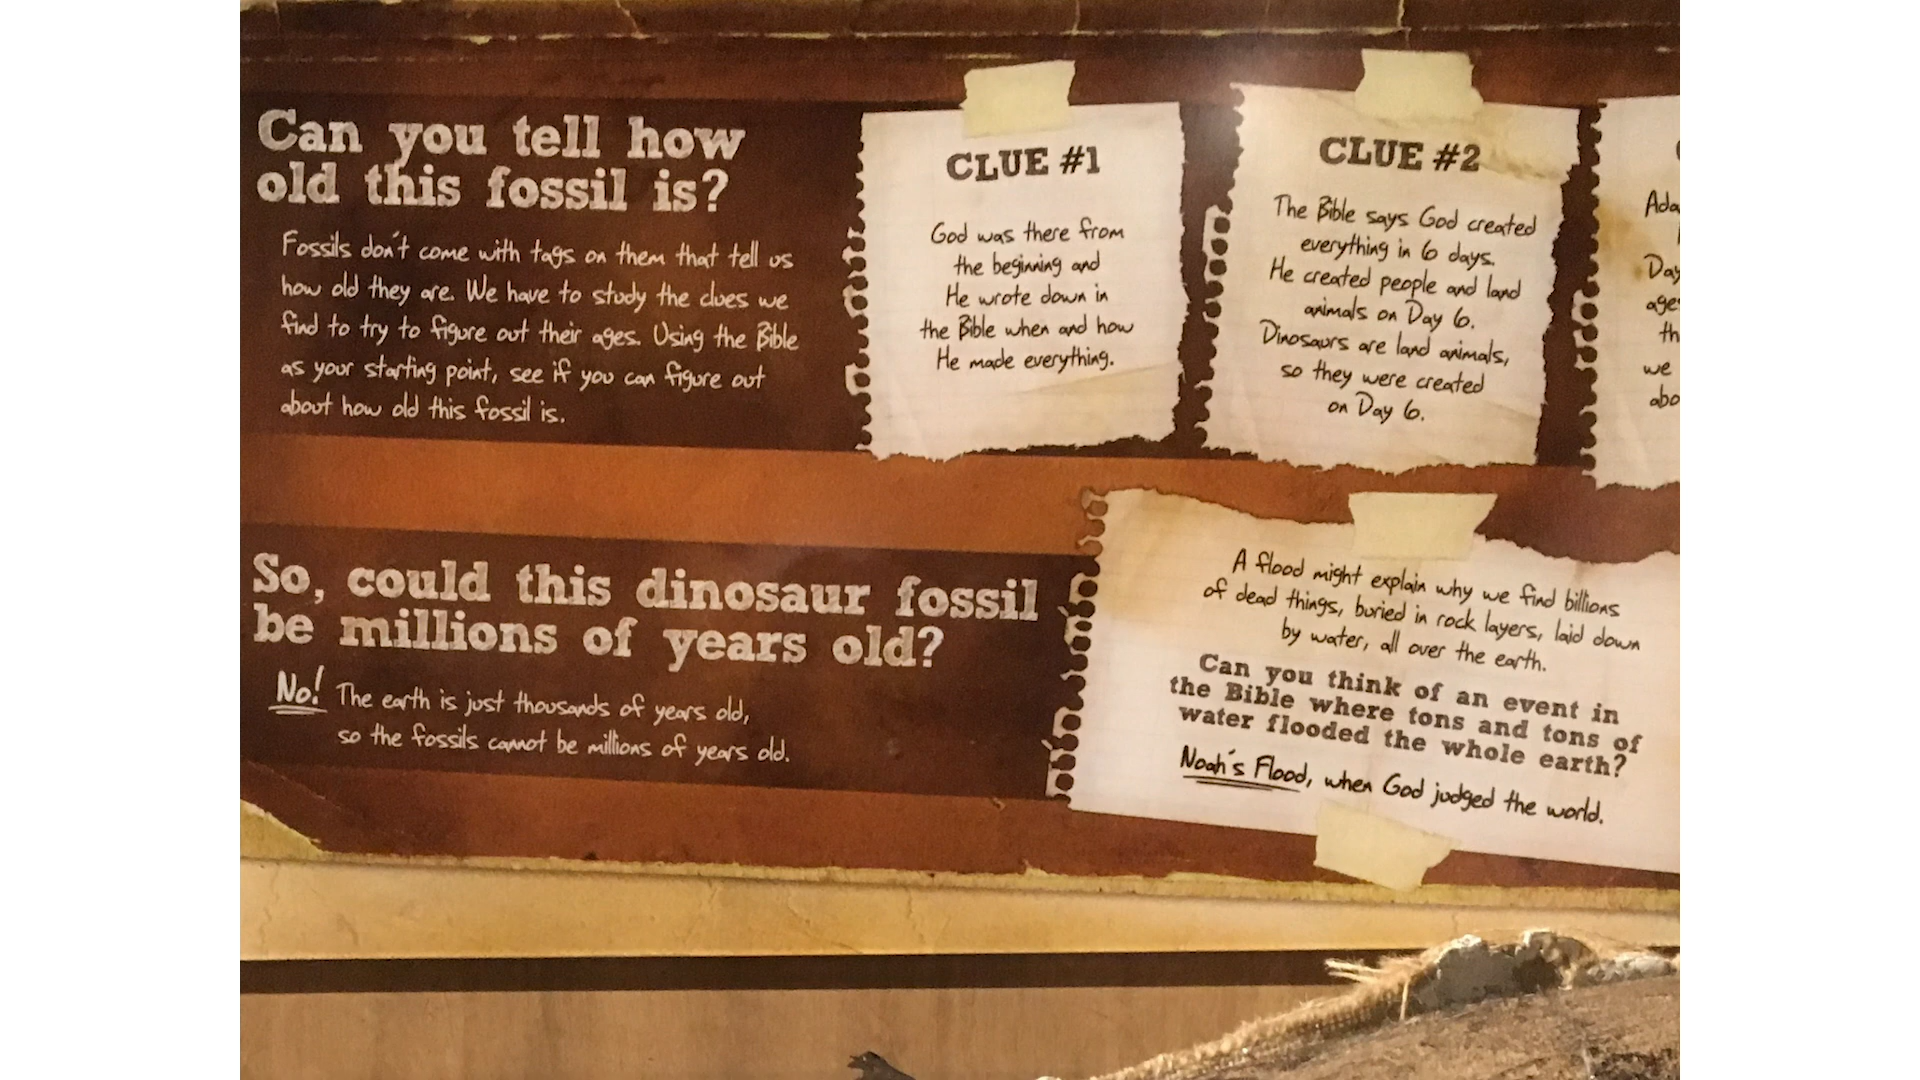 Can you tell how
old this fossil is?
Fossils don't come with tags on them that tell us
how old they are. We have to study the clues we
find to try to figure out their ages. Using the Bible
as your starting point, see if you can figure out
about how old this fossil is.
CLUE #1
God was there from
the beginning and
He wrote down in
the Bible when and how
He made everything.
CLUE #2
The Bible says God created
everything in 6 days.
He created people and land
animals on Day 6.
Dinosaurs are land animals,
so they were created
on Day 6.
Ada
Day
age
th
we
abo
So, could this dinosaur fossil
be millions of years old?
No! The earth is just thousands of years old,
so the fossils cannot be millions of years old.
A flood might explain why we find billions
of dead things, buried in rock layers, laid down
by water, all over the earth.
Can you think of an event in
the Bible where tons and tons of
water flooded the whole earth?
Noah's Flood, when God judged the world.